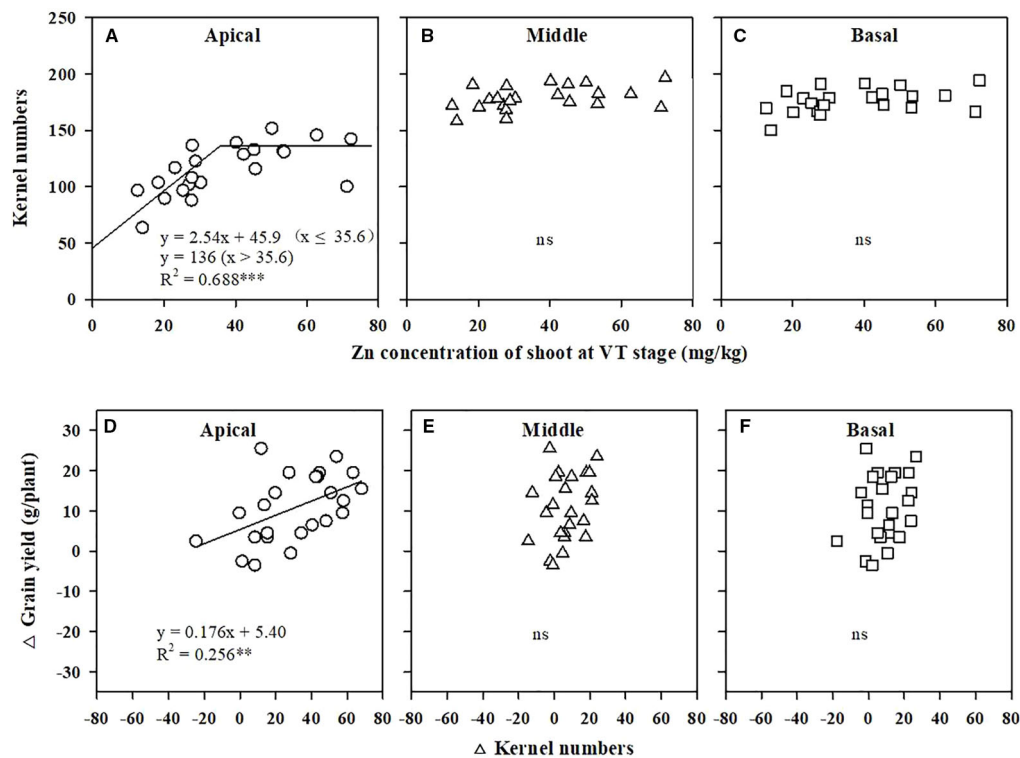 A Apical
B Middle
C Basal
Kernel numbers
250
200
150
100
50
0
y = 2.54x + 45.9 (x ≤ 35.6)
y = 136 (x > 35.6)
R² = 0.688***
ns
ns
0 20 40 60 80 0 20 40 60 80 0 20 40 60 80
Zn concentration of shoot at VT stage (mg/kg)
D Apical
E Middle
F Basal
△ Grain yield (g/plant)
30
20
10
0
-10
-20
-30
y = 0.176x + 5.40
R² = 0.256**
ns
ns
-80 -60 -40 -20 0 20 40 60 80 -80 -60 -40 -20 0 20 40 60 80 -80 -60 -40 -20 0 20 40 60 80
△ Kernel numbers